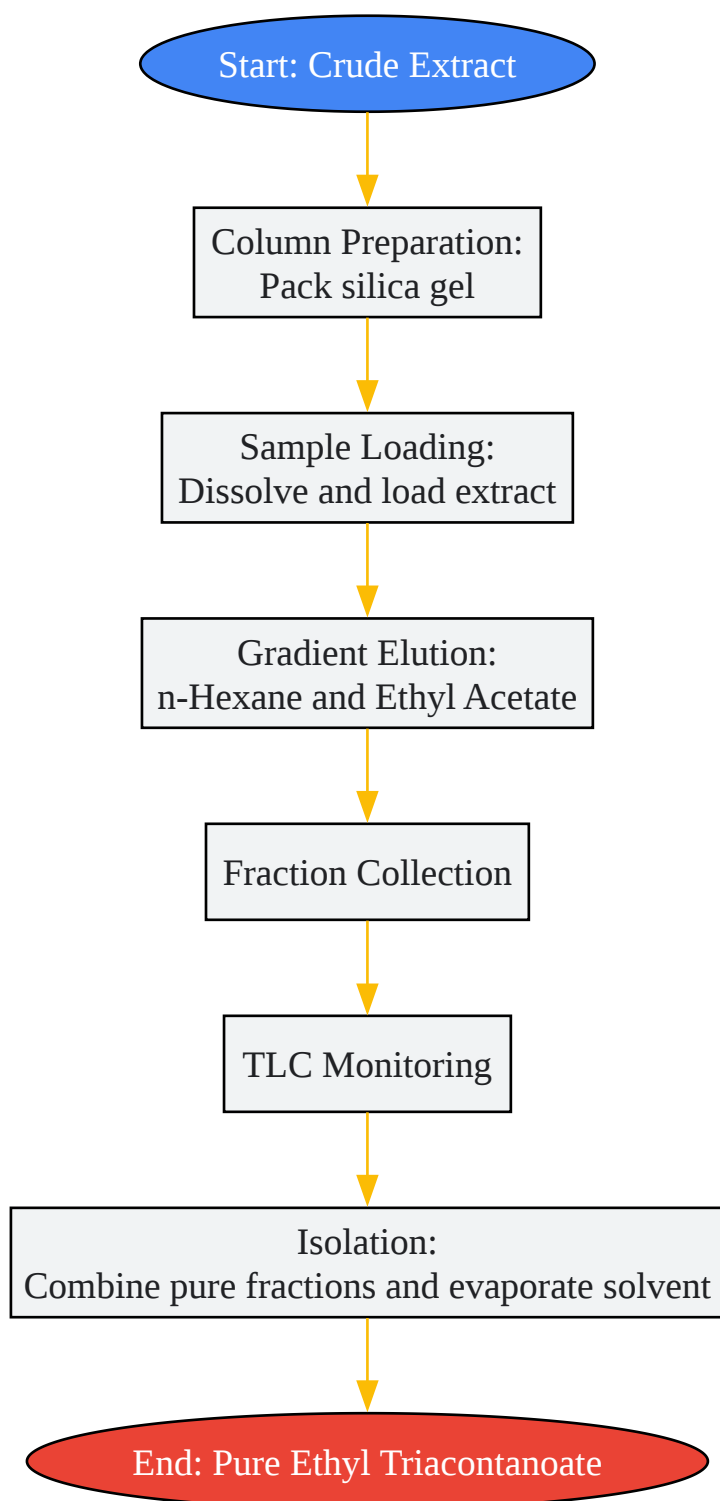 Start: Crude Extract
Column Preparation:
Pack silica gel
Sample Loading:
Dissolve and load extract
Gradient Elution:
n-Hexane and Ethyl Acetate
Fraction Collection
TLC Monitoring
Isolation:
Combine pure fractions and evaporate solvent
End: Pure Ethyl Triacontanoate